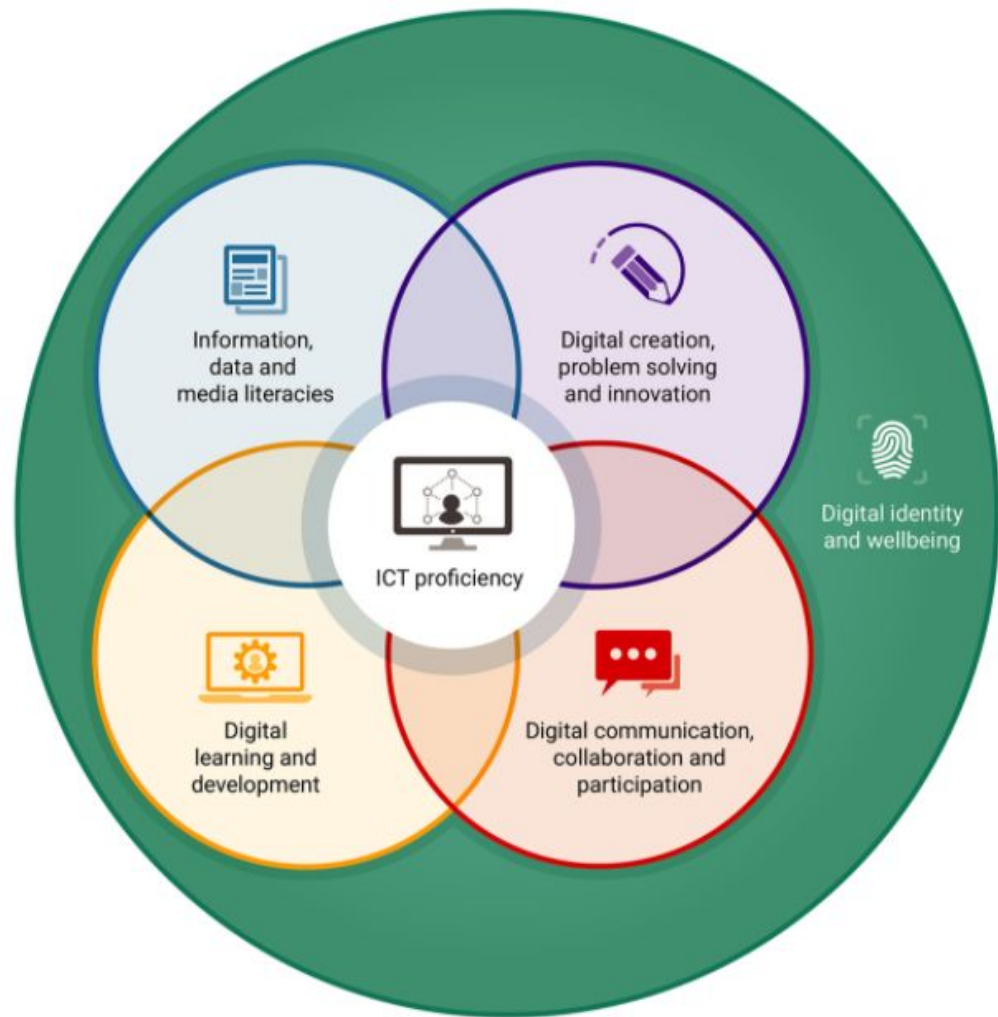 Information,
data and
media literacies
Digital creation,
problem solving
and innovation
Digital identity
and wellbeing
ICT proficiency
Digital
learning and
development
Digital communication,
collaboration and
participation